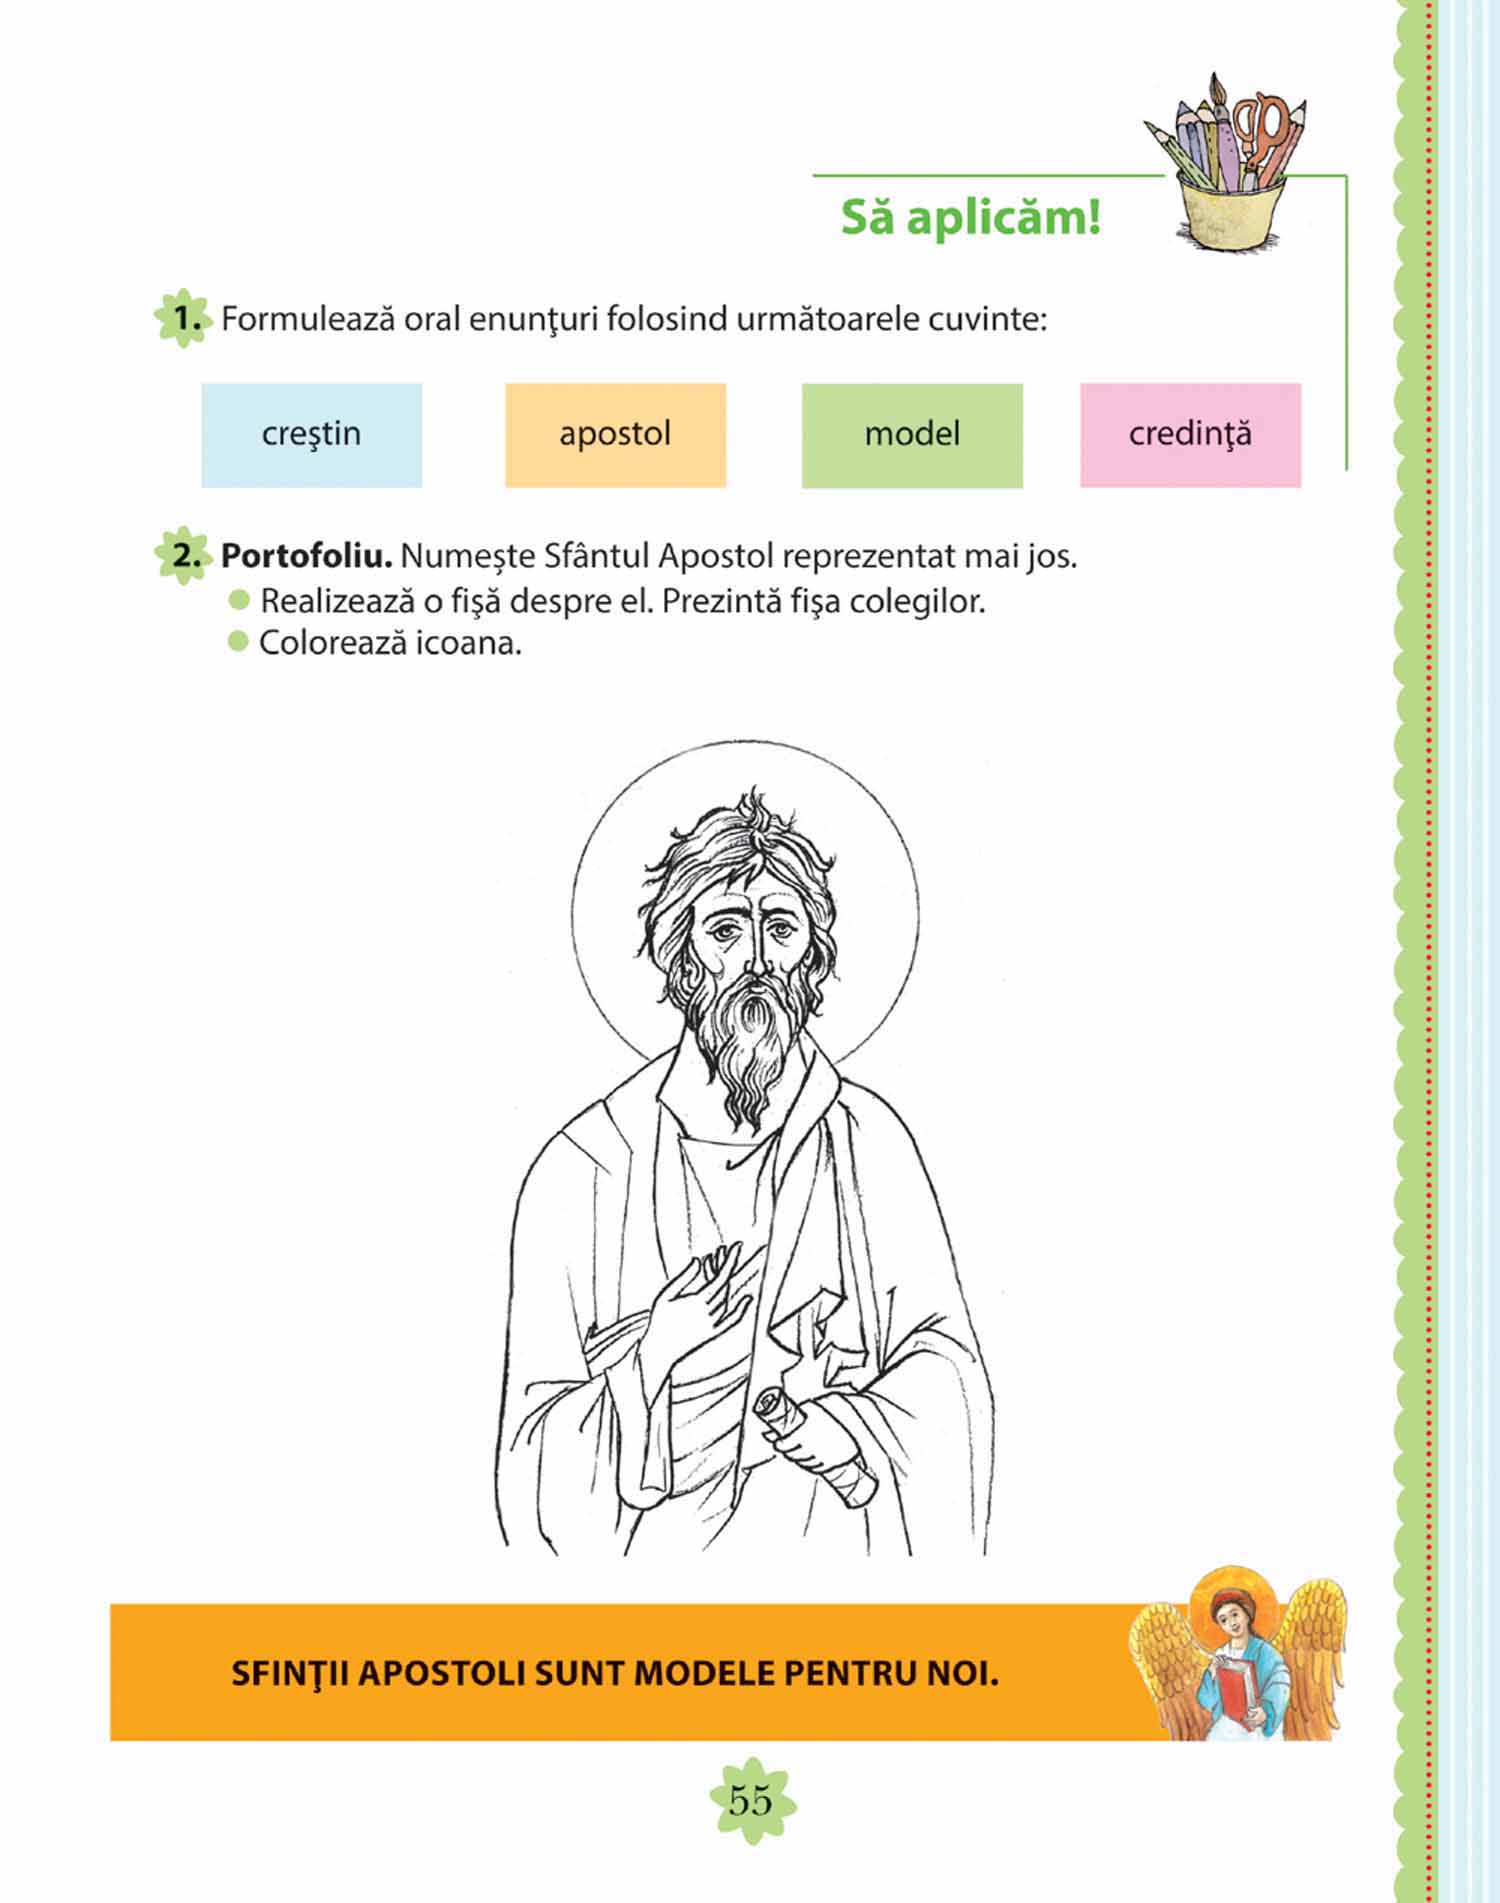 Să aplicăm!
1. Formulează oral enunţuri folosind următoarele cuvinte:
creştin apostol model credinţă
2. Portofoliu. Numește Sfântul Apostol reprezentat mai jos.
● Realizează o fişă despre el. Prezintă fişa colegilor.
● Colorează icoana.
SFINŢII APOSTOLI SUNT MODELE PENTRU NOI.
55